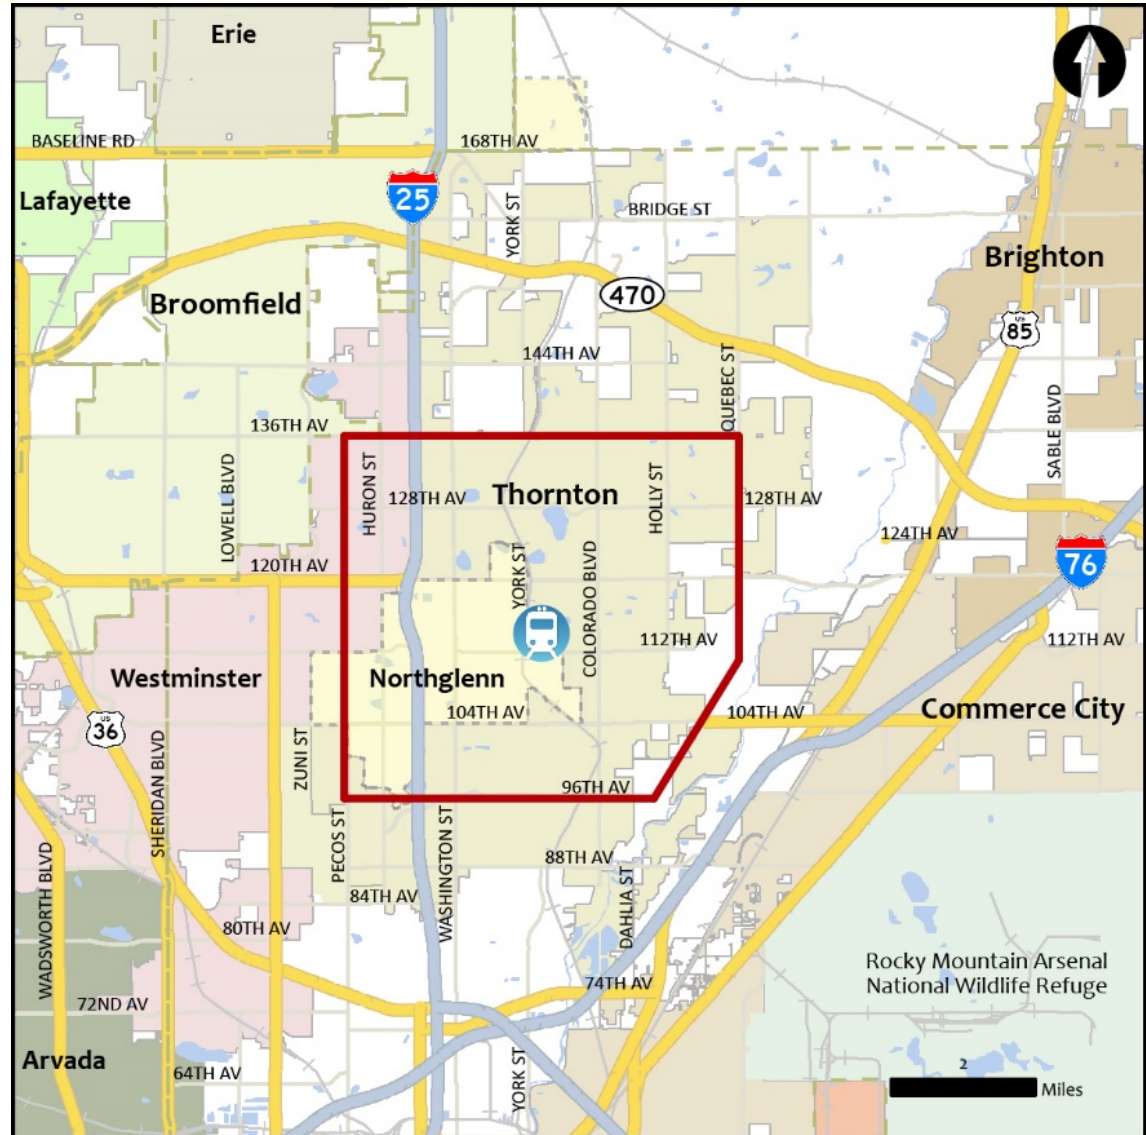 Erie
BASELINE RD
168TH AV
Lafayette
25
YORK ST
BRIDGE ST
Brighton
Broomfield
470
US
85
144TH AV
QUEBEC ST
136TH AV
SABLE BLVD
LOWELL BLVD
HURON ST
128TH AV
Thornton
HOLLY ST
128TH AV
124TH AV
120TH AV
YORK ST
COLORADO BLVD
76
112TH AV
112TH AV
Westminster
Northglenn
104TH AV
104TH AV
Commerce City
US
36
ZUNI ST
SHERIDAN BLVD
96TH AV
PECOS ST
WASHINGTON ST
88TH AV
DAHLIA ST
WADSWORTH BLVD
84TH AV
80TH AV
Rocky Mountain Arsenal
National Wildlife Refuge
74TH AV
72ND AV
Arvada
64TH AV
YORK ST
2
Miles